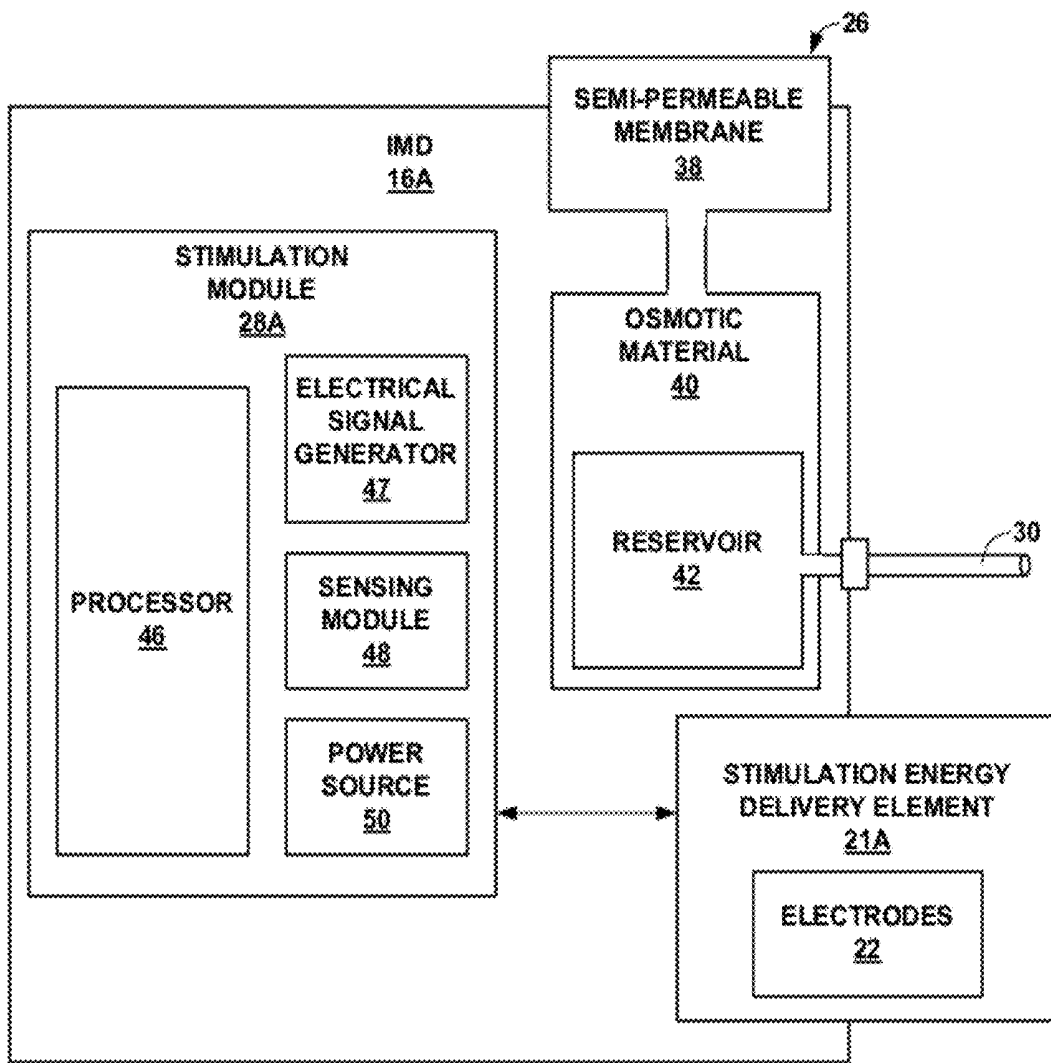 26
SEMI-PERMEABLE
MEMBRANE
38
IMD
16A
STIMULATION
MODULE
28A
OSMOTIC
MATERIAL
40
ELECTRICAL
SIGNAL
GENERATOR
47
RESERVOIR
42
30
PROCESSOR
46
SENSING
MODULE
48
POWER
SOURCE
50
STIMULATION ENERGY
DELIVERY ELEMENT
21A
ELECTRODES
22